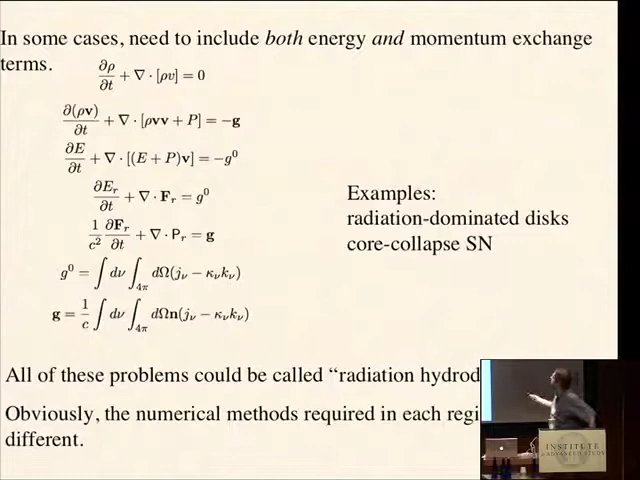 In some cases, need to include both energy and momentum exchange
terms.
∂ρ/∂t + ∇ · [ρv] = 0
∂(ρv)/∂t + ∇ · [ρvv + P] = −g
∂E/∂t + ∇ · [(E + P)v] = −g⁰
∂E_r/∂t + ∇ · F_r = g⁰
1/c² ∂F_r/∂t + ∇ · P_r = g
g⁰ = ∫ dν ∫_4π dΩ(j_ν − κ_ν k_ν)
g = 1/c ∫ dν ∫_4π dΩn(j_ν − κ_ν k_ν)
Examples:
radiation-dominated disks
core-collapse SN
All of these problems could be called “radiation hydrod
Obviously, the numerical methods required in each regi
different.
INSTITUTE
for ADVANCED STUDY